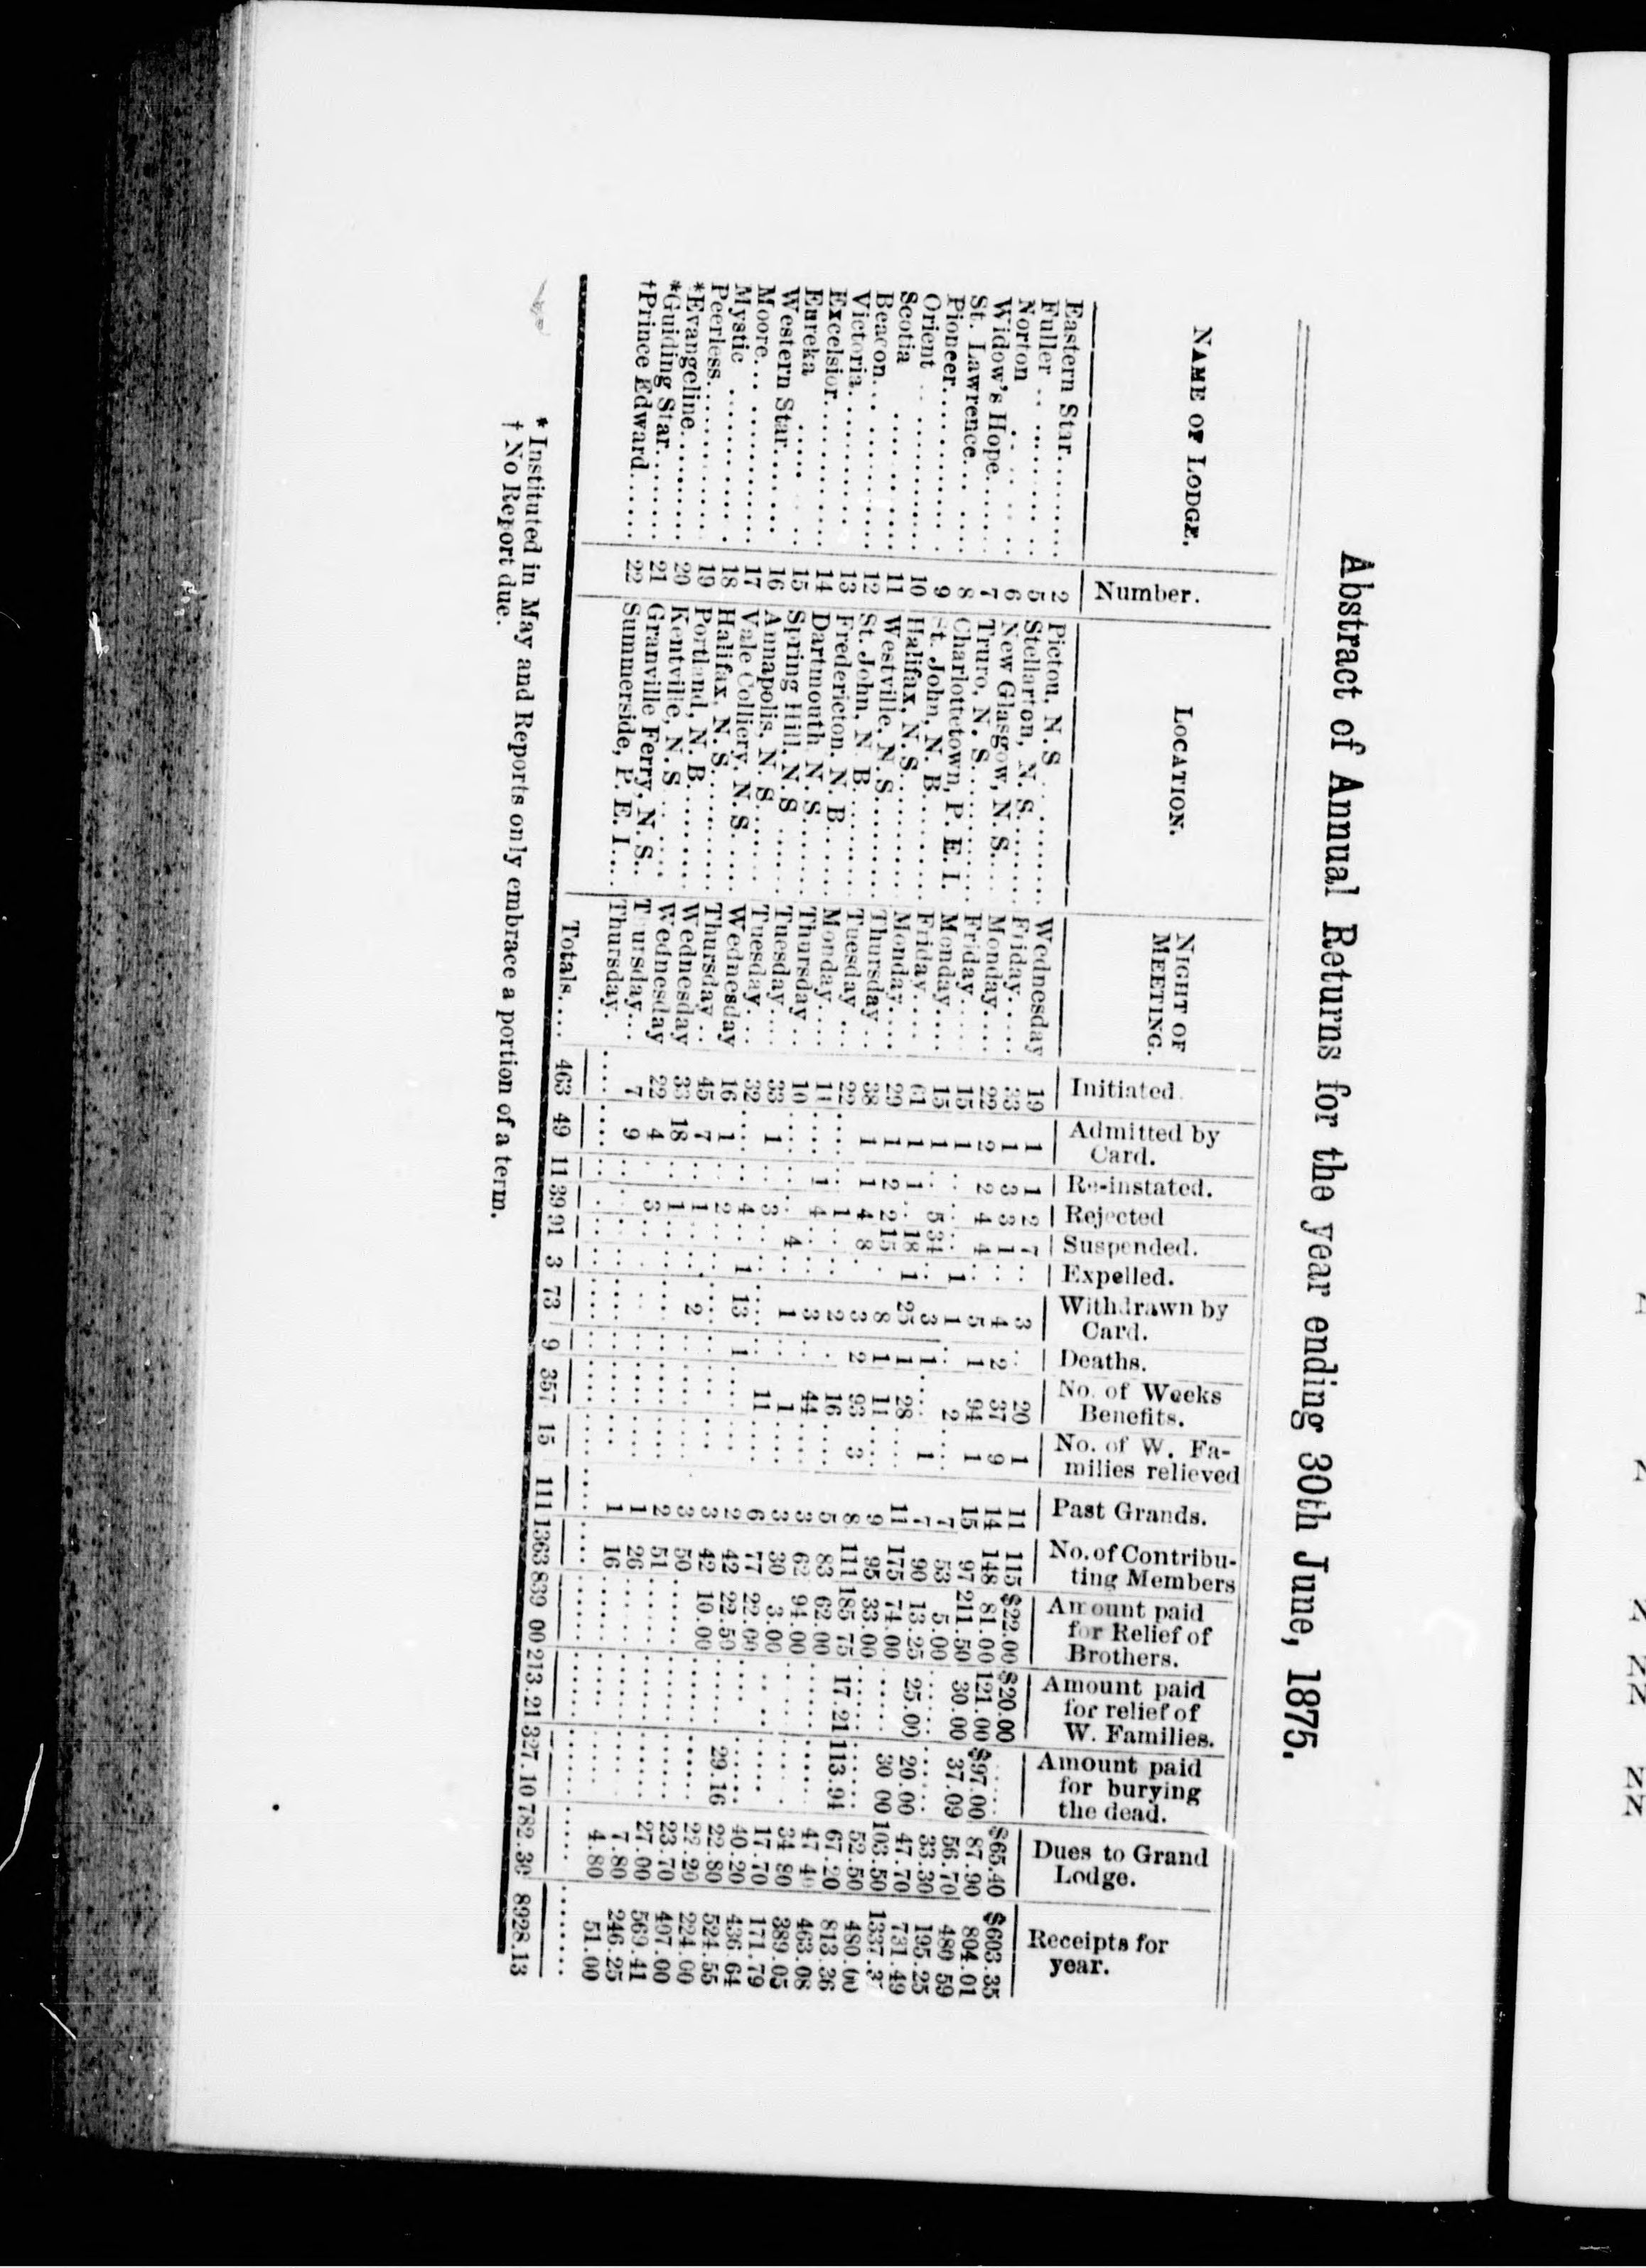 Abstract of Annual Returns for the year ending 30th June, 1875.
NAME OF LODGE. | Number. | LOCATION. | NIGHT OF MEETING. | Initiated. | Admitted by Card. | Re-instated. | Rejected | Suspended. | Expelled. | Withdrawn by Card. | Deaths. | No. of Weeks Benefits. | No. of W. Families relieved | Past Grands. | No. of Contributing Members | Amount paid for Relief of Brothers. | Amount paid for relief of W. Families. | Amount paid for burying the dead. | Dues to Grand Lodge. | Receipts for year.
Eastern Star 2 Pictou, N. S. Wednesday 19 1 1 2 7 .. 3 .. 20 1 11 115 $22.00 $20.00 .... $65.40 $603.35
Fuller 5 Stellarton, N. S. Friday 33 1 3 3 1 .. 4 2 37 9 14 148 81.00 121.00 $97.00 87.90 804.01
Norton 6 New Glasgow, N. S. Monday 22 2 2 4 4 .. 5 1 94 1 15 97 211.50 30.00 37.09 56.70 480 59
Widow's Hope 7 Truro, N. S. Friday 15 1 .. .. .. 1 1 .. 2 .. 7 53 5.00 .... .... 33.30 195.25
St. Lawrence 8 Charlottetown, P. E. I. Monday 15 1 .. 5 34 .. 3 1 .. 1 7 90 13.25 25.00 20.00 47.70 731.49
Pioneer 9 St. John, N. B. Friday 61 1 1 .. 18 1 25 1 28 .. 11 175 74.00 .... 30 00 103.50 1337.37
Orient 10 Halifax, N. S. Monday 29 1 2 2 15 .. 8 1 11 .. 9 95 33.00 .... .... 52.50 480.00
Scotia 11 Westville, N. S. Thursday 38 1 1 4 8 .. 3 2 93 3 8 111 185 75 17.21 113.94 67.20 813.36
Beacon 12 St. John, N. B. Tuesday 22 .. .. 1 .. .. 2 .. 16 .. 5 83 62.00 .... .... 47 40 463.08
Victoria 13 Fredericton, N. B. Monday 11 .. 1 4 .. .. 3 .. 44 .. 3 62 94.00 .... .... 34 80 389.05
Excelsior 14 Dartmouth, N. S. Thursday 10 .. .. .. 4 .. 1 .. 1 .. 3 30 3.00 .... .... 17.70 171.79
Eureka 15 Spring Hill, N. S. Tuesday 33 1 .. 3 .. .. .. .. 11 .. 6 77 22.00 .... .... 40.20 436.64
Western Star 16 Annapolis, N. S. Tuesday 32 .. .. 4 .. 1 13 1 .. .. 2 42 22.50 .... 29.16 22.80 524.55
Moore 17 Vale Colliery, N. S. Wednesday 16 1 .. 2 .. .. .. .. .. .. 3 42 10.00 .... .... 22.20 224.00
Mystic 18 Halifax, N. S. Thursday 45 7 .. 1 .. .. 2 .. .. .. 3 50 .... .... .... 23.70 497.00
Peerless 19 Portland, N. B. Wednesday 33 18 .. 1 .. .. .. .. .. .. 2 51 .... .... .... 27.00 569.41
*Evangeline 20 Kentville, N. S. Wednesday 22 4 .. 3 .. .. .. .. .. .. 1 26 .... .... .... 7.80 246.25
*Guiding Star 21 Granville Ferry, N. S. Thursday 7 9 .. .. .. .. .. .. .. .. 1 16 .... .... .... 4.80 51.00
†Prince Edward 22 Summerside, P. E. I. Thursday. .... .... .. .. .. .. .. .. .. .. .. .... .... .... .... .... ....
Totals. 463 49 11 39 91 3 73 9 357 15 111 1363 839 00 213.21 327.10 782.30 8928.13
* Instituted in May and Reports only embrace a portion of a term.
† No Report due.